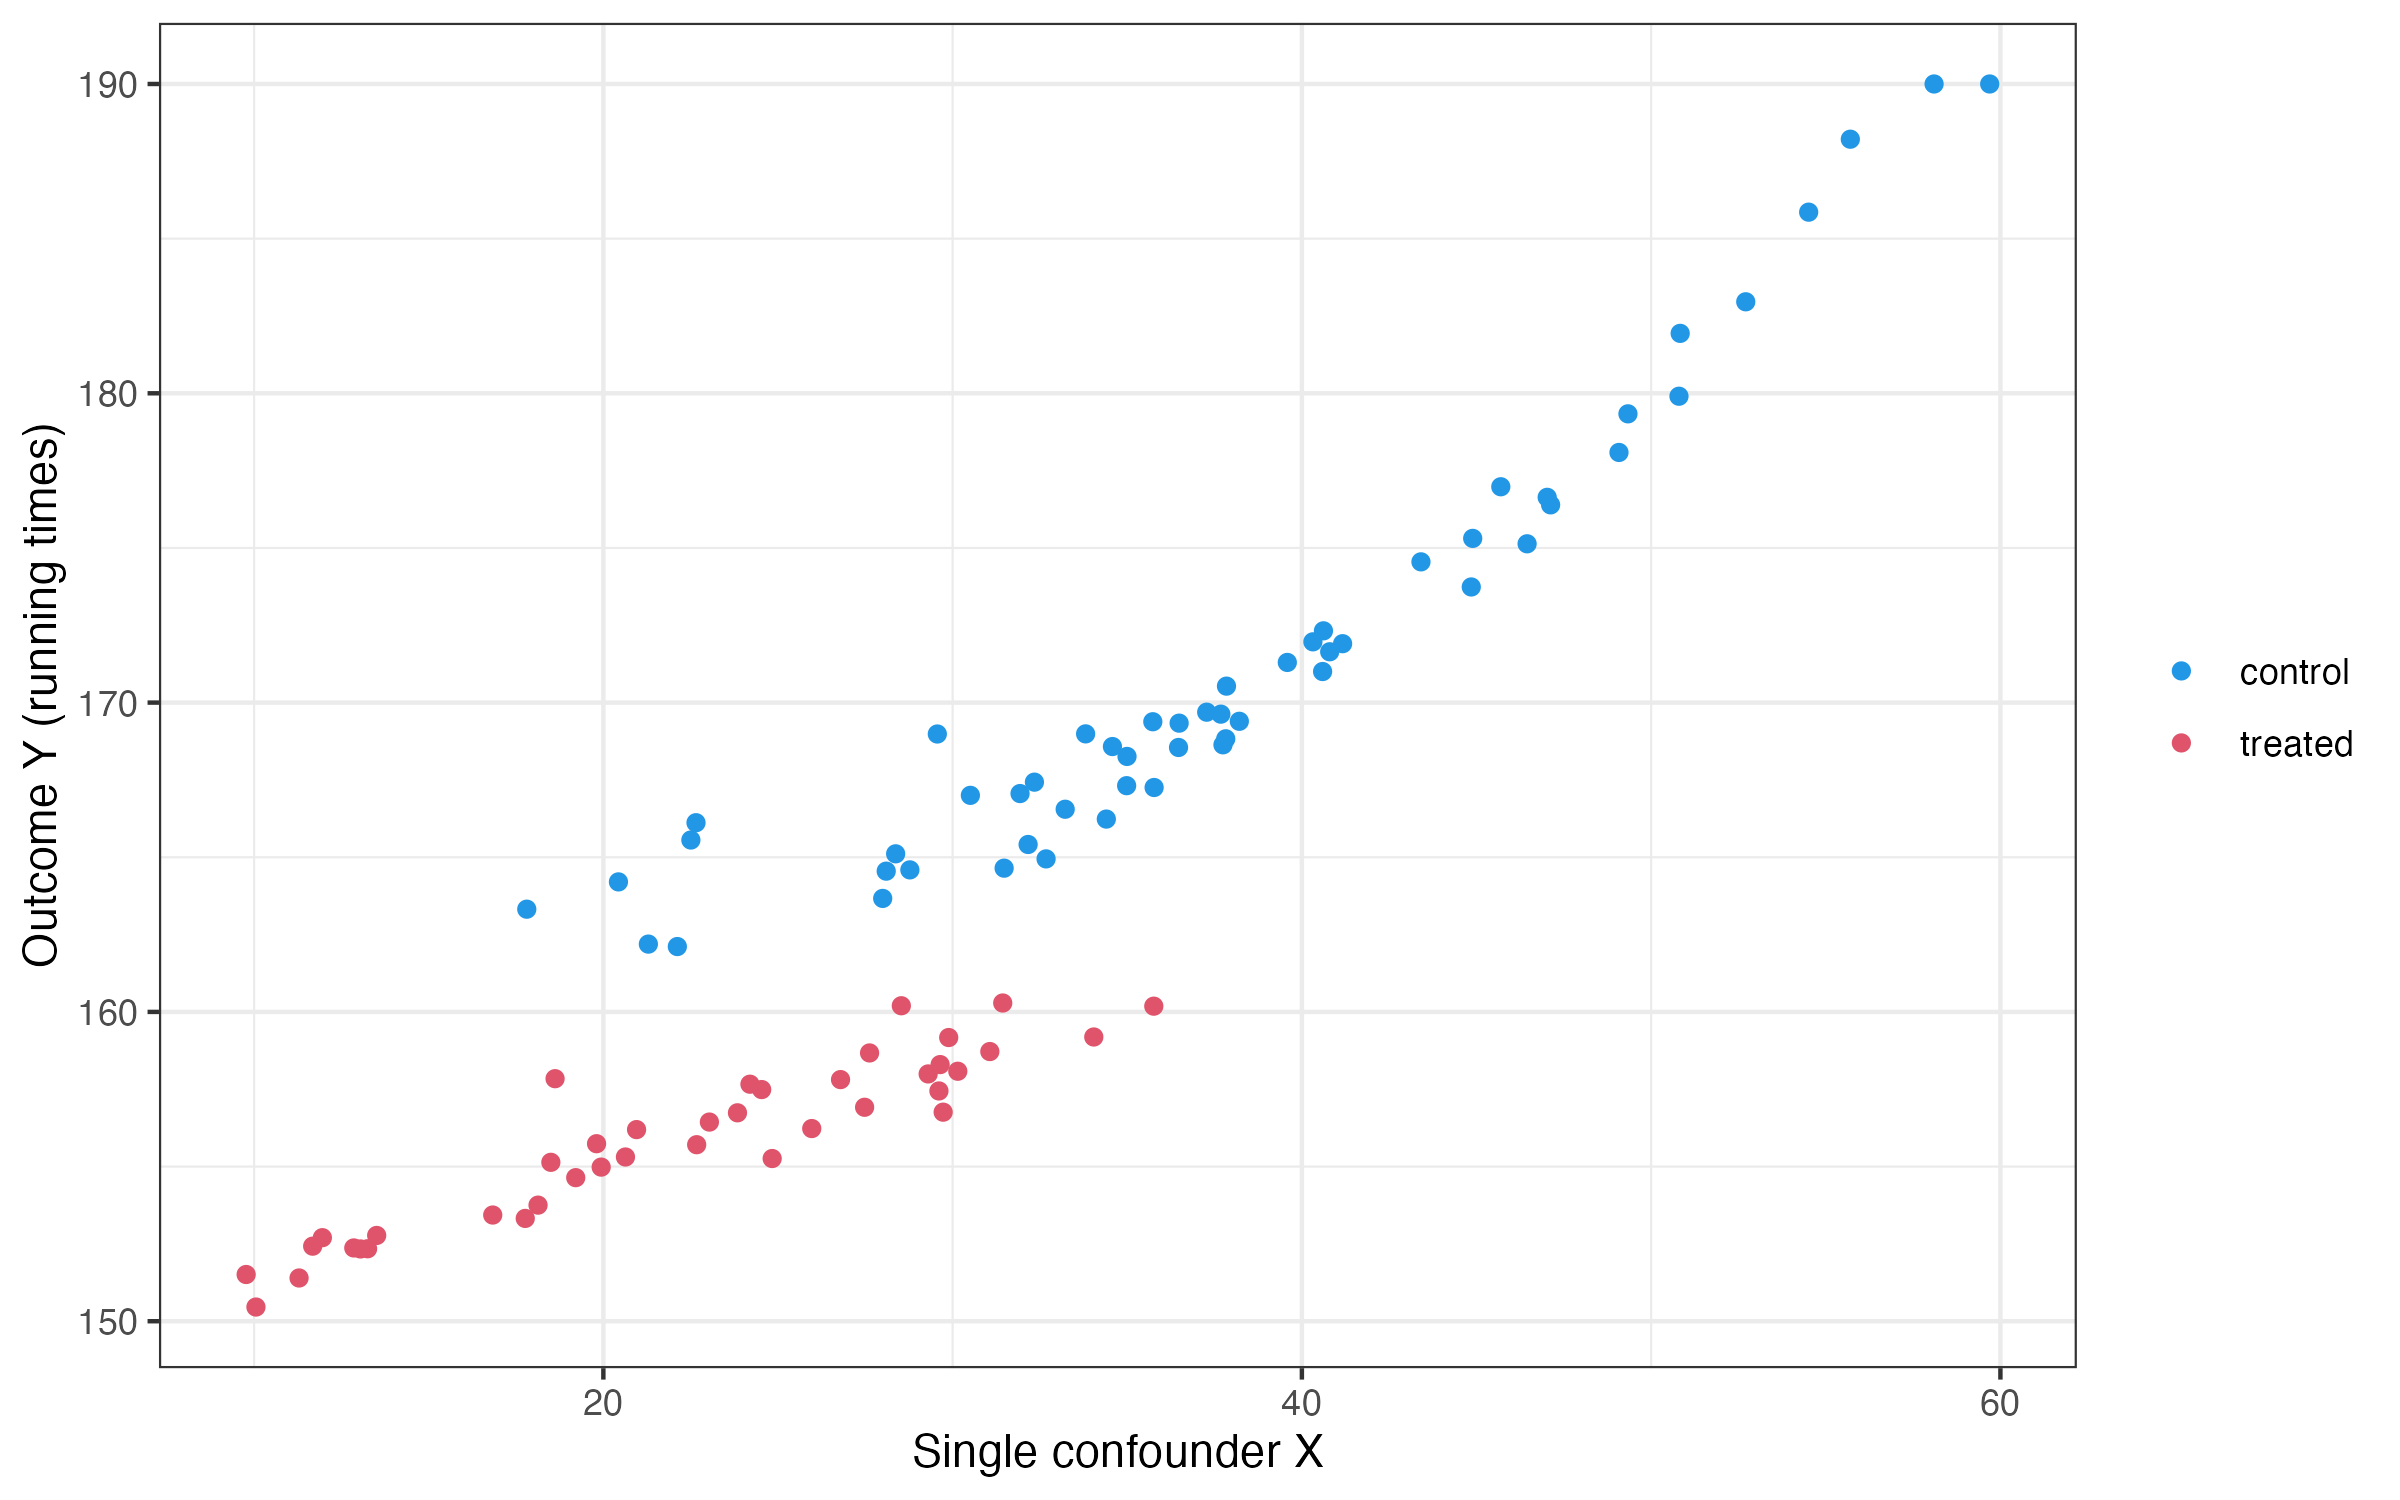 190
180
170
160
150
Outcome Y (running times)
20
40
60
Single confounder X
control
treated